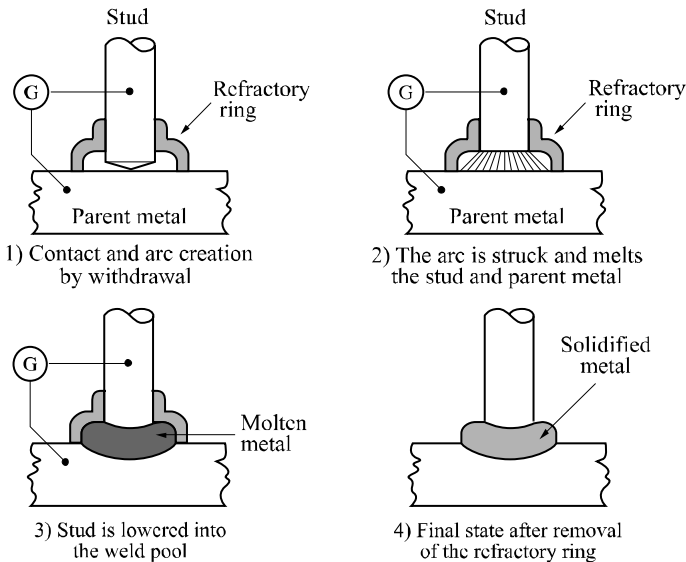 Stud
G
Refractory
ring
Parent metal
1) Contact and arc creation
by withdrawal
Stud
G
Refractory
ring
Parent metal
2) The arc is struck and melts
the stud and parent metal
G
Molten
metal
3) Stud is lowered into
the weld pool
Solidified
metal
4) Final state after removal
of the refractory ring